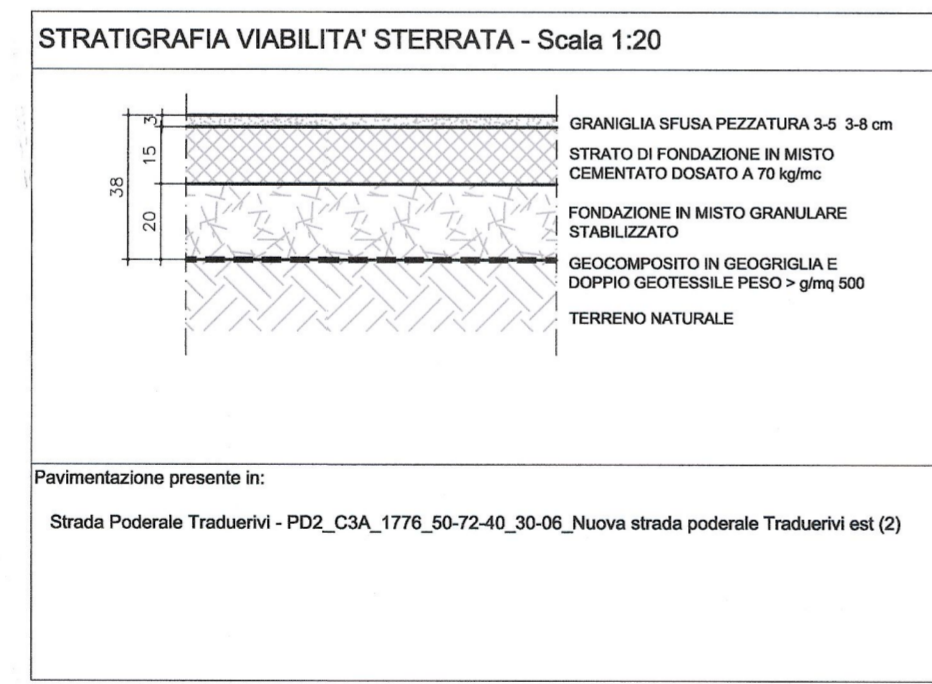 STRATIGRAFIA VIABILITA' STERRATA - Scala 1:20
3
15
38
20
GRANIGLIA SFUSA PEZZATURA 3-5 3-8 cm
STRATO DI FONDAZIONE IN MISTO
CEMENTATO DOSATO A 70 kg/mc
FONDAZIONE IN MISTO GRANULARE
STABILIZZATO
GEOCOMPOSITO IN GEOGRIGLIA E
DOPPIO GEOTESSILE PESO > g/mq 500
TERRENO NATURALE
Pavimentazione presente in:
Strada Poderale Traduerivi - PD2_C3A_1776_50-72-40_30-06_Nuova strada poderale Traduerivi est (2)